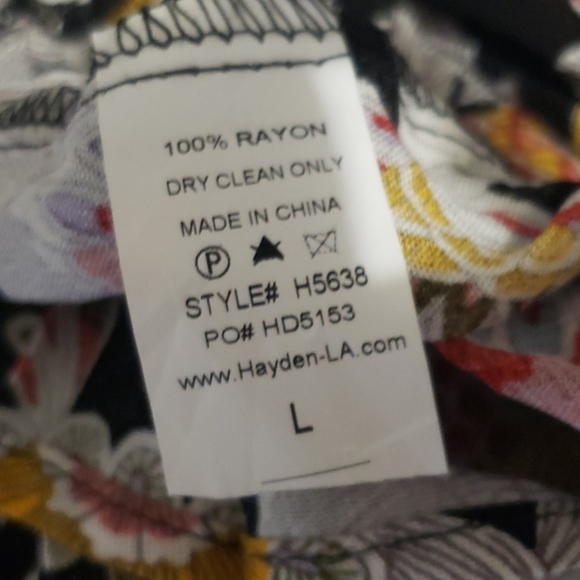 100% RAYON
DRY CLEAN ONLY
MADE IN CHINA
P
STYLE# H5638
PO# HD5153
www.Hayden-LA.com
L